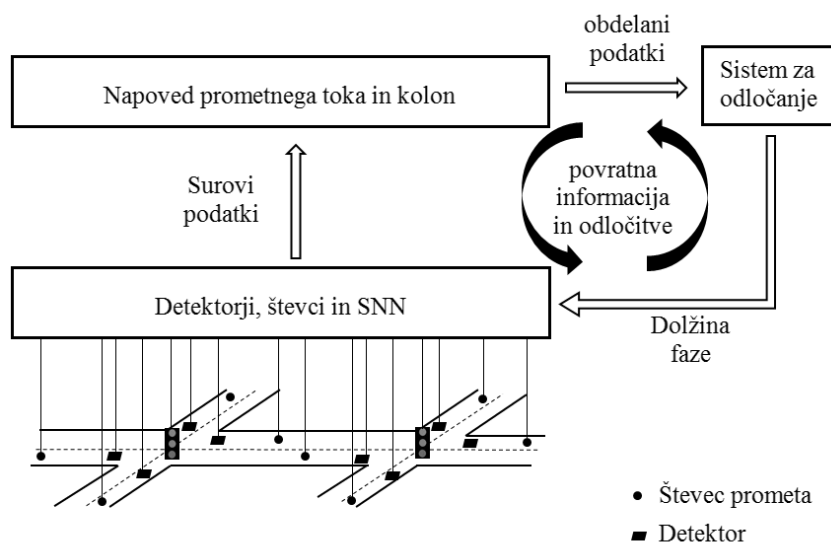 obdelani
podatki
Napoved prometnega toka in kolon
Sistem za
odločanje
Surovi
podatki
povratna
informacija
in odločitve
Detektorji, števci in SNN
Dolžina
faze
Števec prometa
Detektor